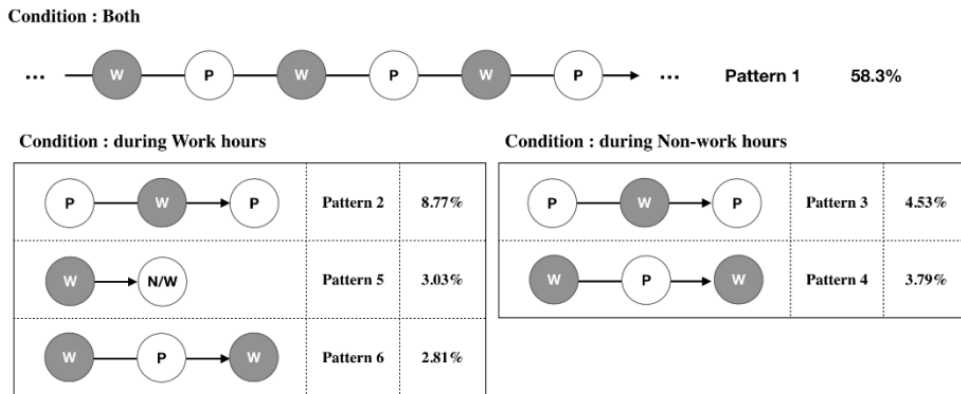 Condition : Both
... W P W P W P ... Pattern 1 58.3%
Condition : during Work hours
P W P Pattern 2 8.77%
W N/W Pattern 5 3.03%
W P W Pattern 6 2.81%
Condition : during Non-work hours
P W P Pattern 3 4.53%
W P W Pattern 4 3.79%